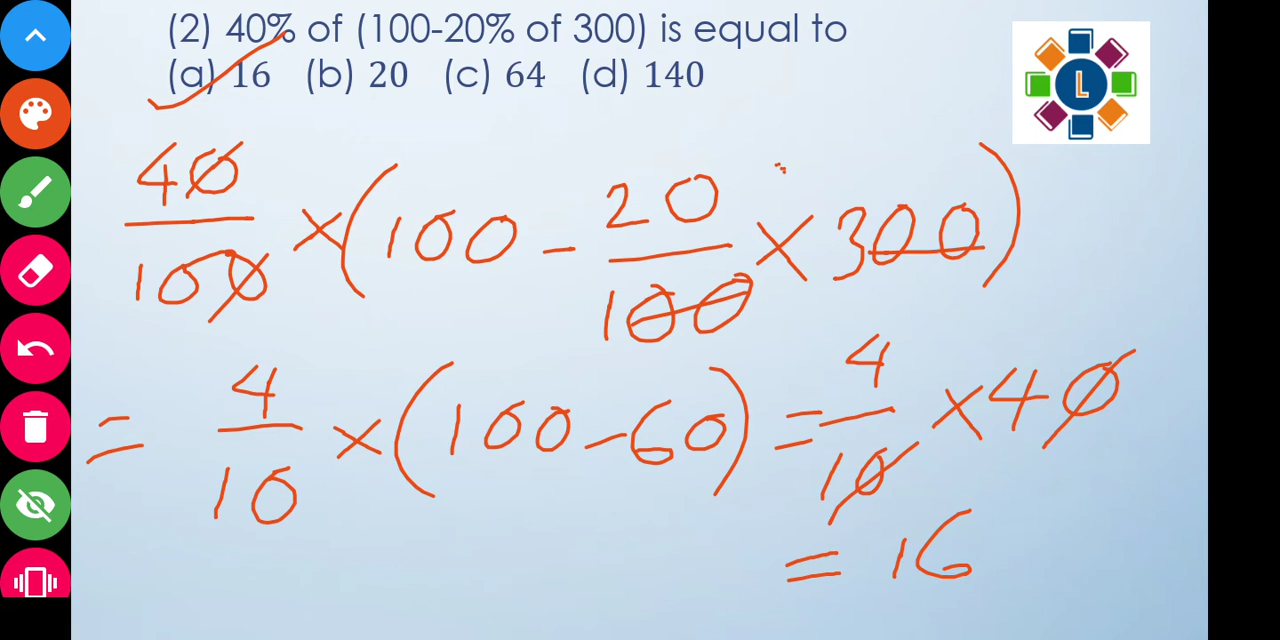 (2) 40% of (100-20% of 300) is equal to
(a) 16 (b) 20 (c) 64 (d) 140
L
40/100 × (100 - 20/100 × 300)
= 4/10 × (100 - 60) = 4/10 × 40
= 16